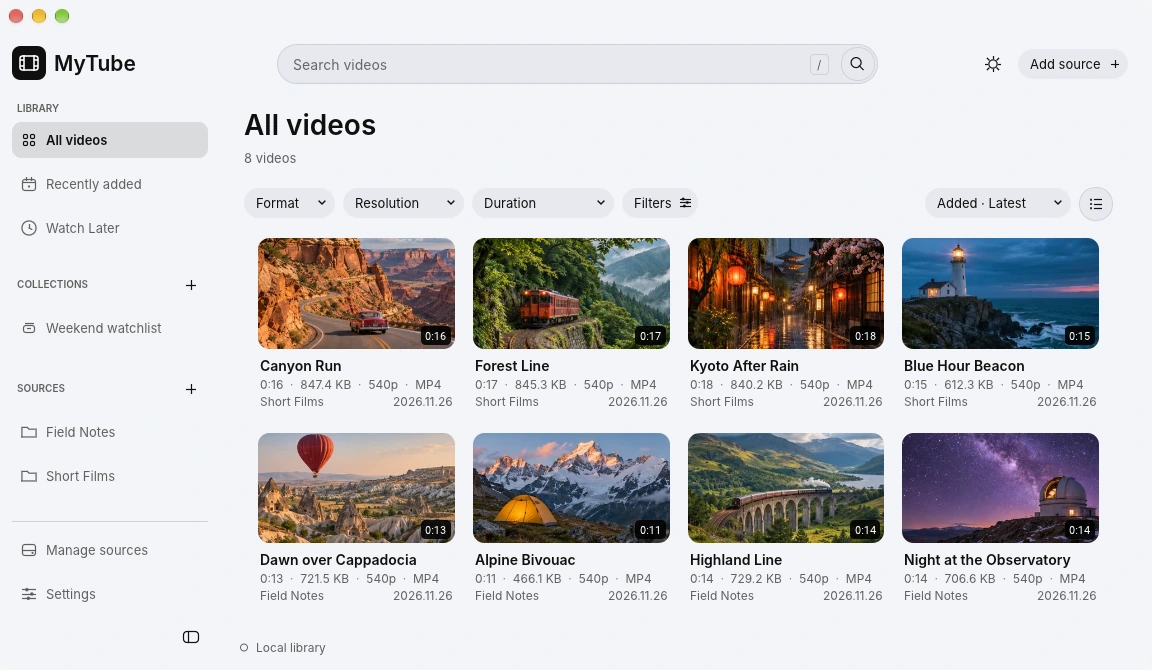 MyTube
Search videos
/
Add source +
LIBRARY
All videos
Recently added
Watch Later
COLLECTIONS
Weekend watchlist
SOURCES
Field Notes
Short Films
Manage sources
Settings
All videos
8 videos
Format
Resolution
Duration
Filters
Added · Latest
0:16
0:17
0:18
0:15
Canyon Run
0:16 · 847.4 KB · 540p · MP4
Short Films 2026.11.26
Forest Line
0:17 · 845.3 KB · 540p · MP4
Short Films 2026.11.26
Kyoto After Rain
0:18 · 840.2 KB · 540p · MP4
Short Films 2026.11.26
Blue Hour Beacon
0:15 · 612.3 KB · 540p · MP4
Short Films 2026.11.26
0:13
0:11
0:14
0:14
Dawn over Cappadocia
0:13 · 721.5 KB · 540p · MP4
Field Notes 2026.11.26
Alpine Bivouac
0:11 · 466.1 KB · 540p · MP4
Field Notes 2026.11.26
Highland Line
0:14 · 729.2 KB · 540p · MP4
Field Notes 2026.11.26
Night at the Observatory
0:14 · 706.6 KB · 540p · MP4
Field Notes 2026.11.26
Local library